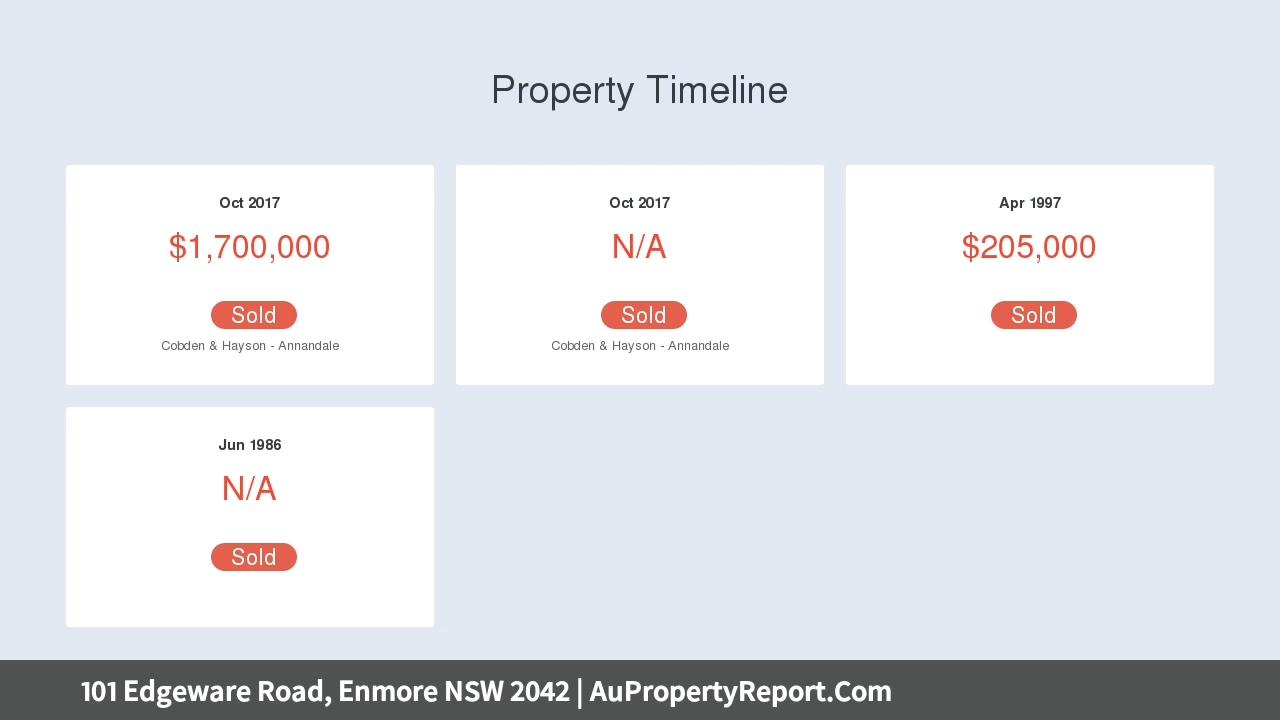 Property Timeline
Oct 2017
$1,700,000
Sold
Cobden & Hayson - Annandale
Oct 2017
N/A
Sold
Cobden & Hayson - Annandale
Apr 1997
$205,000
Sold
Jun 1986
N/A
Sold
101 Edgeware Road, Enmore NSW 2042 | AuPropertyReport.Com